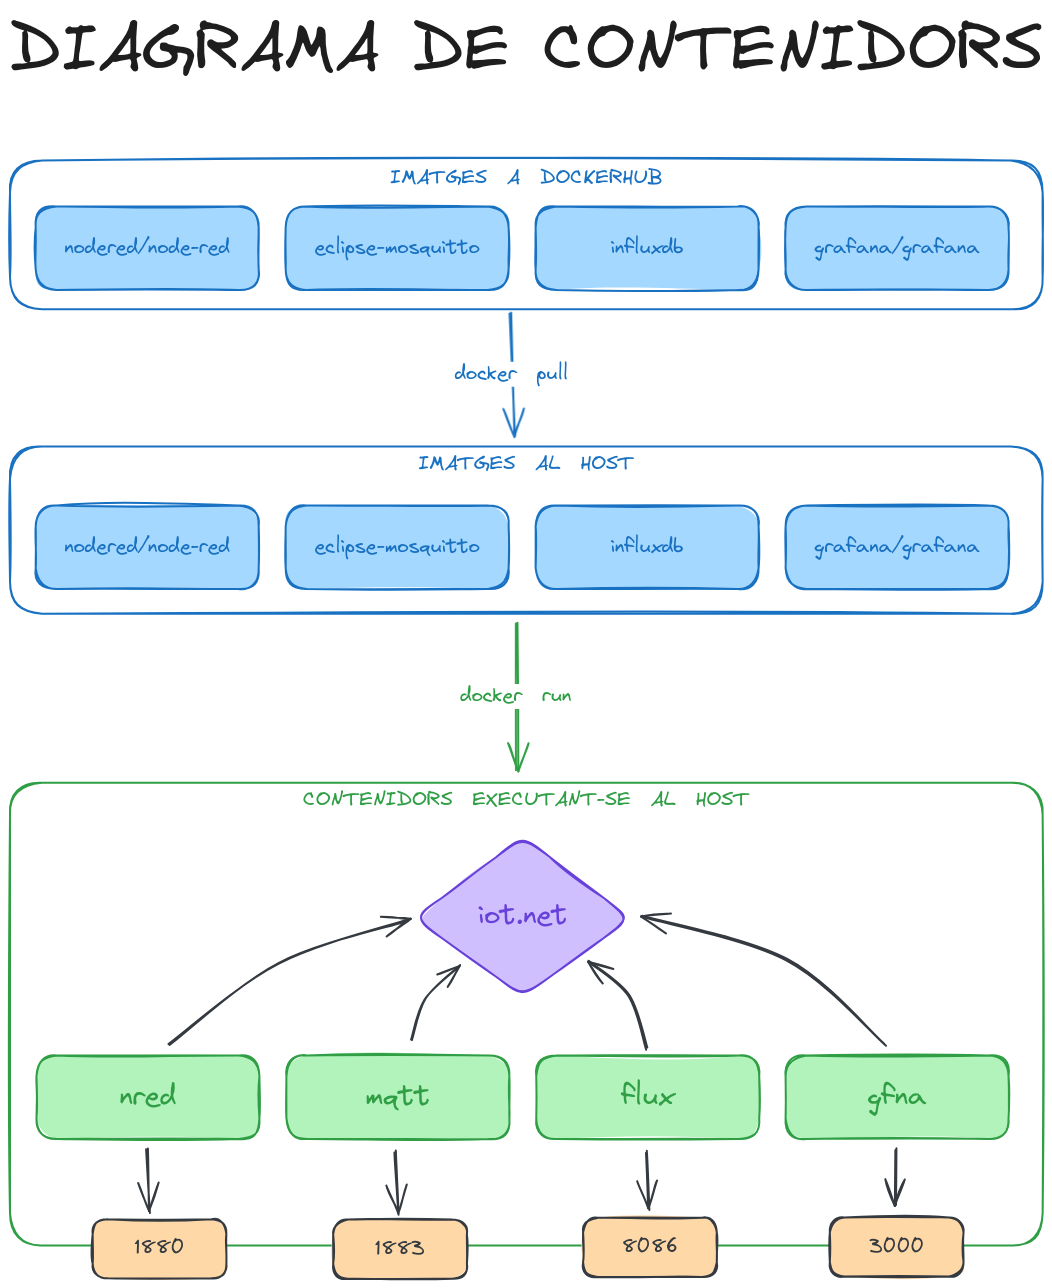 DIAGRAMA DE CONTENIDORS
IMATGES A DOCKERHUB
nodered/node-red
eclipse-mosquitto
influxdb
grafana/grafana
docker pull
IMATGES AL HOST
nodered/node-red
eclipse-mosquitto
influxdb
grafana/grafana
docker run
CONTENIDORS EXECUTANT-SE AL HOST
iot.net
nred
mqtt
flux
gfna
1880
1883
8086
3000